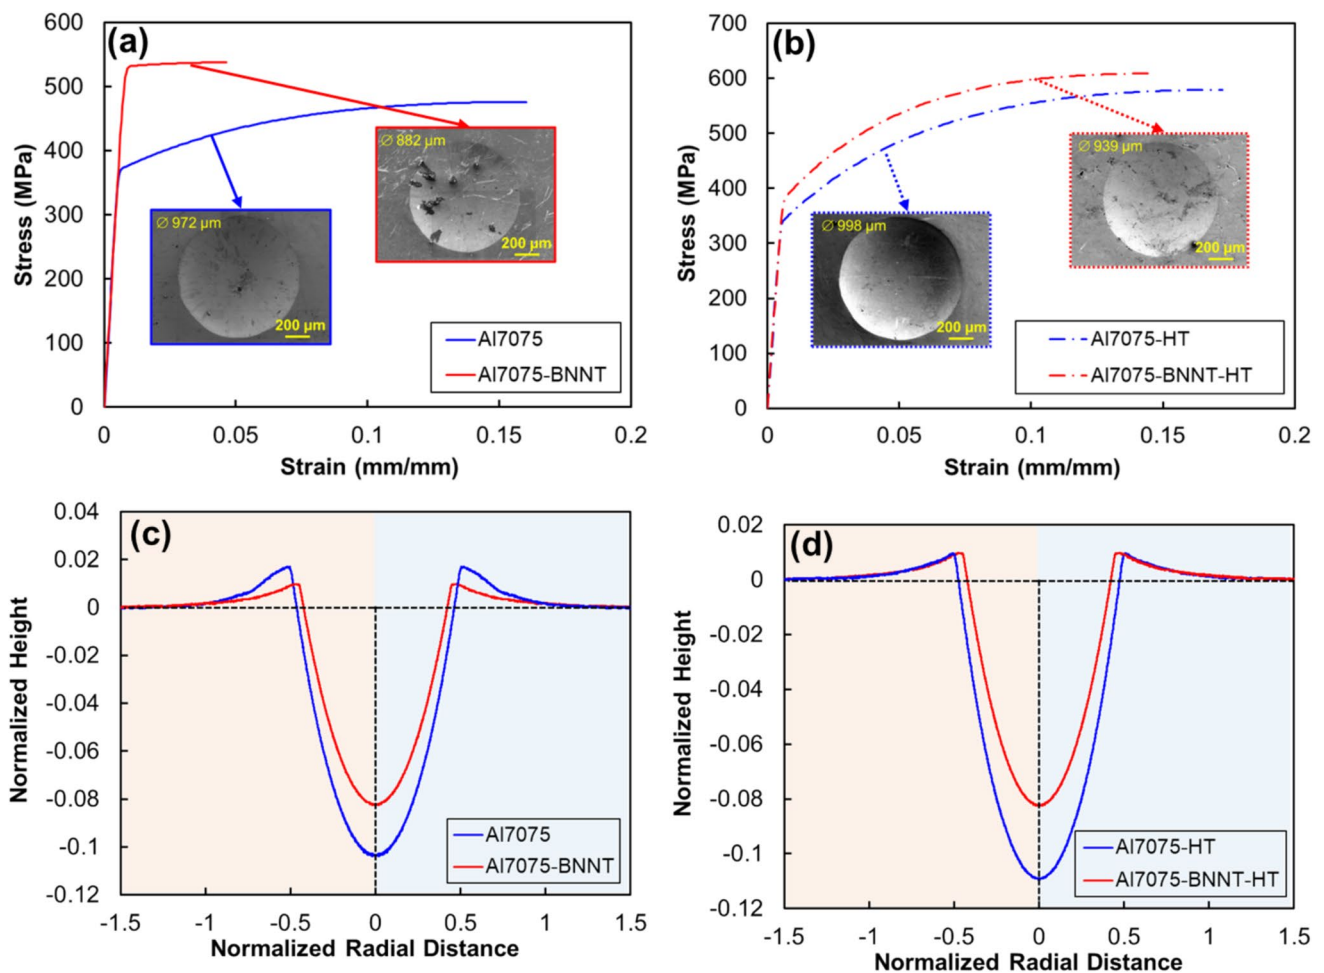 (a)
600
500
400
300
200
100
0
Stress (MPa)
0
0.05
0.1
0.15
0.2
Strain (mm/mm)
∅ 972 µm
200 µm
∅ 882 µm
200 µm
Al7075
Al7075-BNNT
(b)
700
600
500
400
300
200
100
0
Stress (MPa)
0
0.05
0.1
0.15
0.2
Strain (mm/mm)
∅ 998 µm
200 µm
∅ 939 µm
200 µm
Al7075-HT
Al7075-BNNT-HT
(c)
0.04
0.02
0
-0.02
-0.04
-0.06
-0.08
-0.1
-0.12
Normalized Height
-1.5
-1
-0.5
0
0.5
1
1.5
Normalized Radial Distance
Al7075
Al7075-BNNT
(d)
0.02
0
-0.02
-0.04
-0.06
-0.08
-0.1
-0.12
Normalized Height
-1.5
-1
-0.5
0
0.5
1
1.5
Normalized Radial Distance
Al7075-HT
Al7075-BNNT-HT